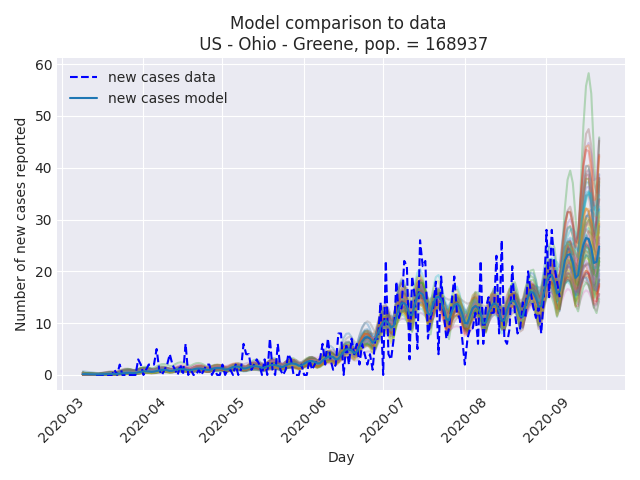 Model comparison to data
US - Ohio - Greene, pop. = 168937
new cases data
new cases model
Number of new cases reported
60
50
40
30
20
10
0
2020-03
2020-04
2020-05
2020-06
2020-07
2020-08
2020-09
Day